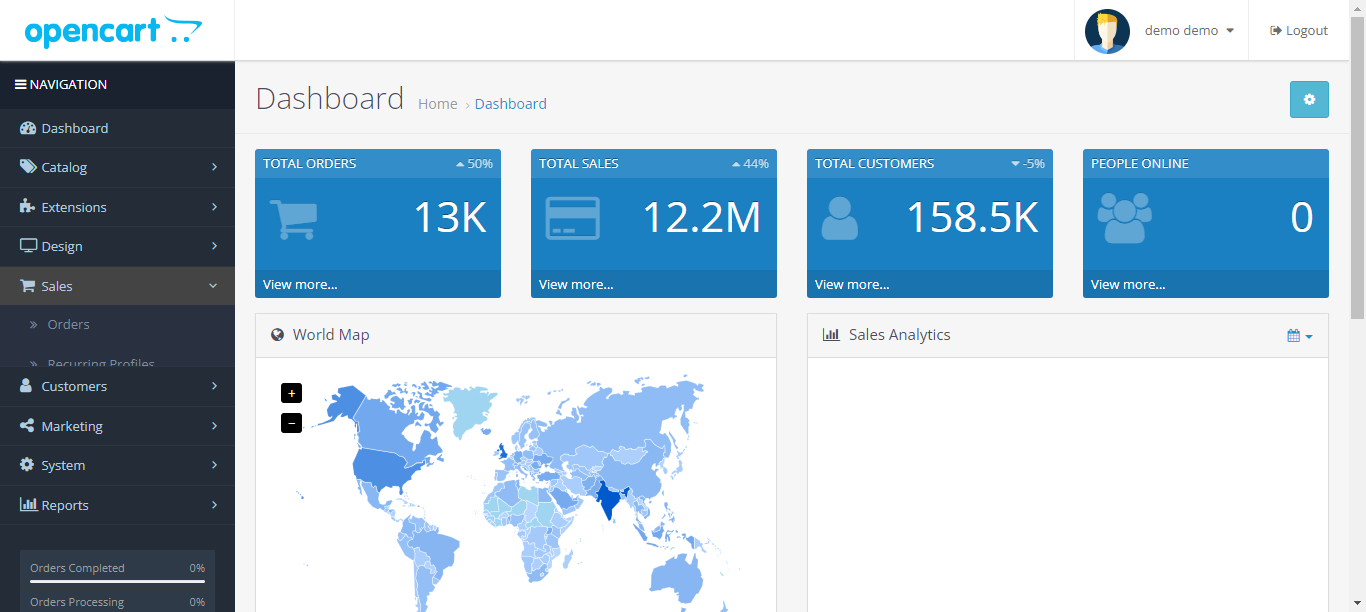 opencart
demo demo
Logout
NAVIGATION
Dashboard
Catalog
Extensions
Design
Sales
Orders
Recurring Profiles
Customers
Marketing
System
Reports
Orders Completed 0%
Orders Processing 0%
Dashboard Home › Dashboard
TOTAL ORDERS 50%
13K
View more...
TOTAL SALES 44%
12.2M
View more...
TOTAL CUSTOMERS -5%
158.5K
View more...
PEOPLE ONLINE
0
View more...
World Map
+
−
Sales Analytics